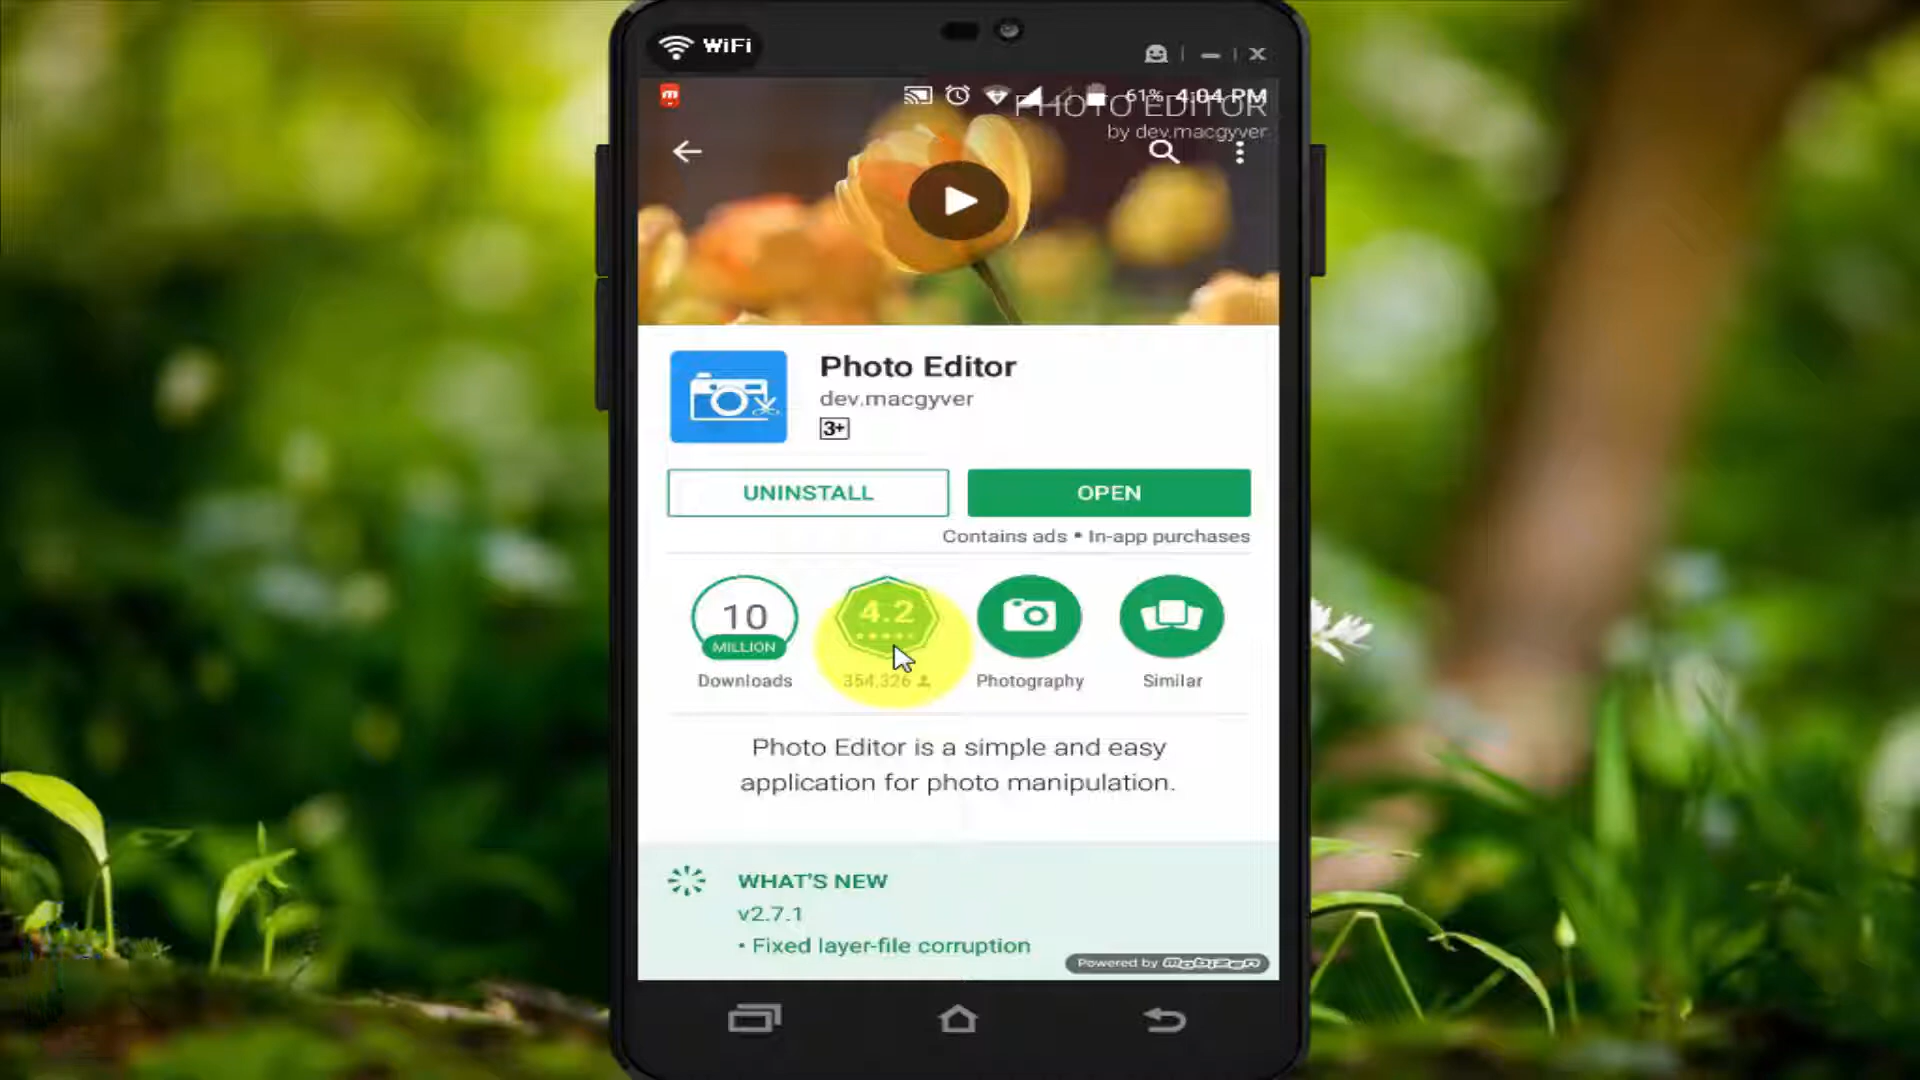 WiFi
61% 4:04 PM
PHOTO EDITOR
by dev.macgyver
Photo Editor
dev.macgyver
3+
UNINSTALL
OPEN
Contains ads • In-app purchases
10
MILLION
Downloads
4.2
354,326
Photography
Similar
Photo Editor is a simple and easy
application for photo manipulation.
WHAT'S NEW
v2.7.1
• Fixed layer-file corruption
Powered by mobizen